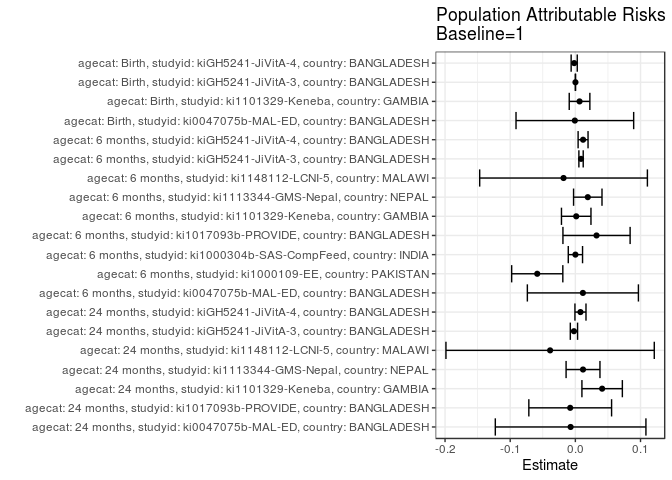 Population Attributable Risks
Baseline=1
agecat: Birth, studyid: kiGH5241-JiVitA-4, country: BANGLADESH
agecat: Birth, studyid: kiGH5241-JiVitA-3, country: BANGLADESH
agecat: Birth, studyid: ki1101329-Keneba, country: GAMBIA
agecat: Birth, studyid: ki0047075b-MAL-ED, country: BANGLADESH
agecat: 6 months, studyid: kiGH5241-JiVitA-4, country: BANGLADESH
agecat: 6 months, studyid: kiGH5241-JiVitA-3, country: BANGLADESH
agecat: 6 months, studyid: ki1148112-LCNI-5, country: MALAWI
agecat: 6 months, studyid: ki1113344-GMS-Nepal, country: NEPAL
agecat: 6 months, studyid: ki1101329-Keneba, country: GAMBIA
agecat: 6 months, studyid: ki1017093b-PROVIDE, country: BANGLADESH
agecat: 6 months, studyid: ki1000304b-SAS-CompFeed, country: INDIA
agecat: 6 months, studyid: ki1000109-EE, country: PAKISTAN
agecat: 6 months, studyid: ki0047075b-MAL-ED, country: BANGLADESH
agecat: 24 months, studyid: kiGH5241-JiVitA-4, country: BANGLADESH
agecat: 24 months, studyid: kiGH5241-JiVitA-3, country: BANGLADESH
agecat: 24 months, studyid: ki1148112-LCNI-5, country: MALAWI
agecat: 24 months, studyid: ki1113344-GMS-Nepal, country: NEPAL
agecat: 24 months, studyid: ki1101329-Keneba, country: GAMBIA
agecat: 24 months, studyid: ki1017093b-PROVIDE, country: BANGLADESH
agecat: 24 months, studyid: ki0047075b-MAL-ED, country: BANGLADESH
-0.2 -0.1 0.0 0.1
Estimate